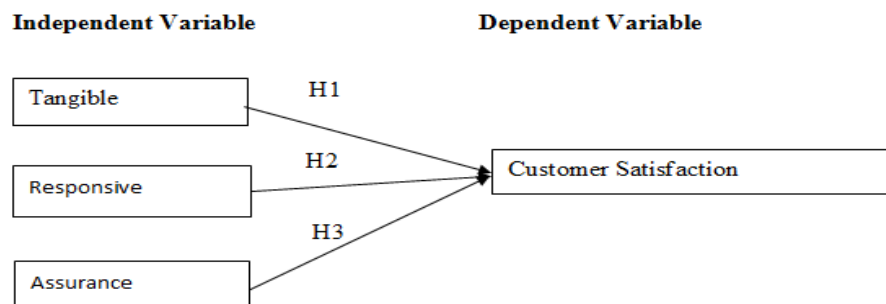 Independent Variable
Dependent Variable
Tangible
H1
Customer Satisfaction
Responsive
H2
Assurance
H3